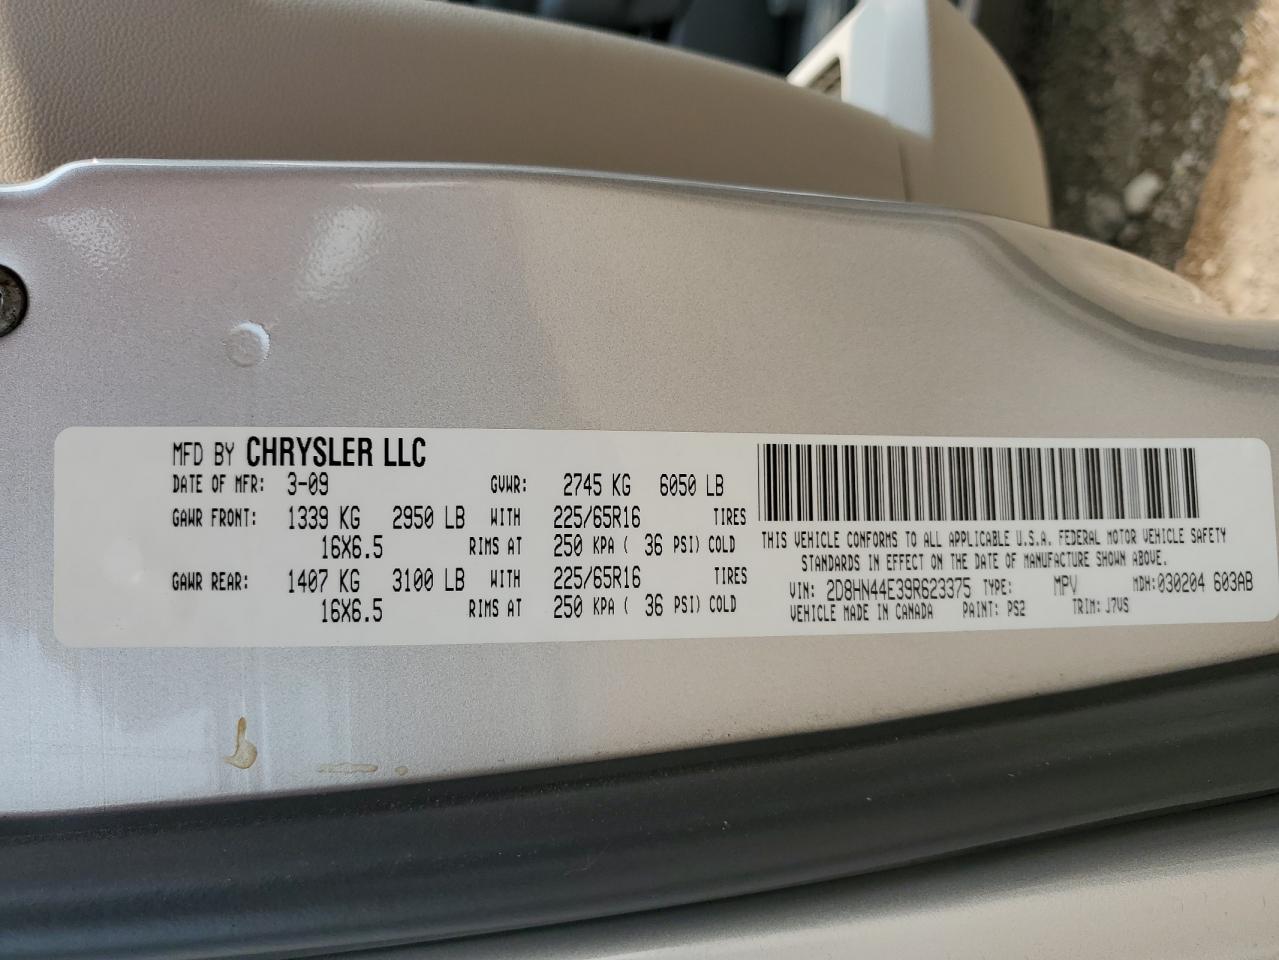 MFD BY CHRYSLER LLC
DATE OF MFR: 3-09 GVWR: 2745 KG 6050 LB
GAWR FRONT: 1339 KG 2950 LB WITH 225/65R16 TIRES
16X6.5 RIMS AT 250 KPA ( 36 PSI) COLD
GAWR REAR: 1407 KG 3100 LB WITH 225/65R16 TIRES
16X6.5 RIMS AT 250 KPA ( 36 PSI) COLD
THIS VEHICLE CONFORMS TO ALL APPLICABLE U.S.A. FEDERAL MOTOR VEHICLE SAFETY
STANDARDS IN EFFECT ON THE DATE OF MANUFACTURE SHOWN ABOVE.
VIN: 2D8HN44E39R623375 TYPE: MPV MDH:030204 603AB
VEHICLE MADE IN CANADA PAINT: PS2 TRIM: J7VS